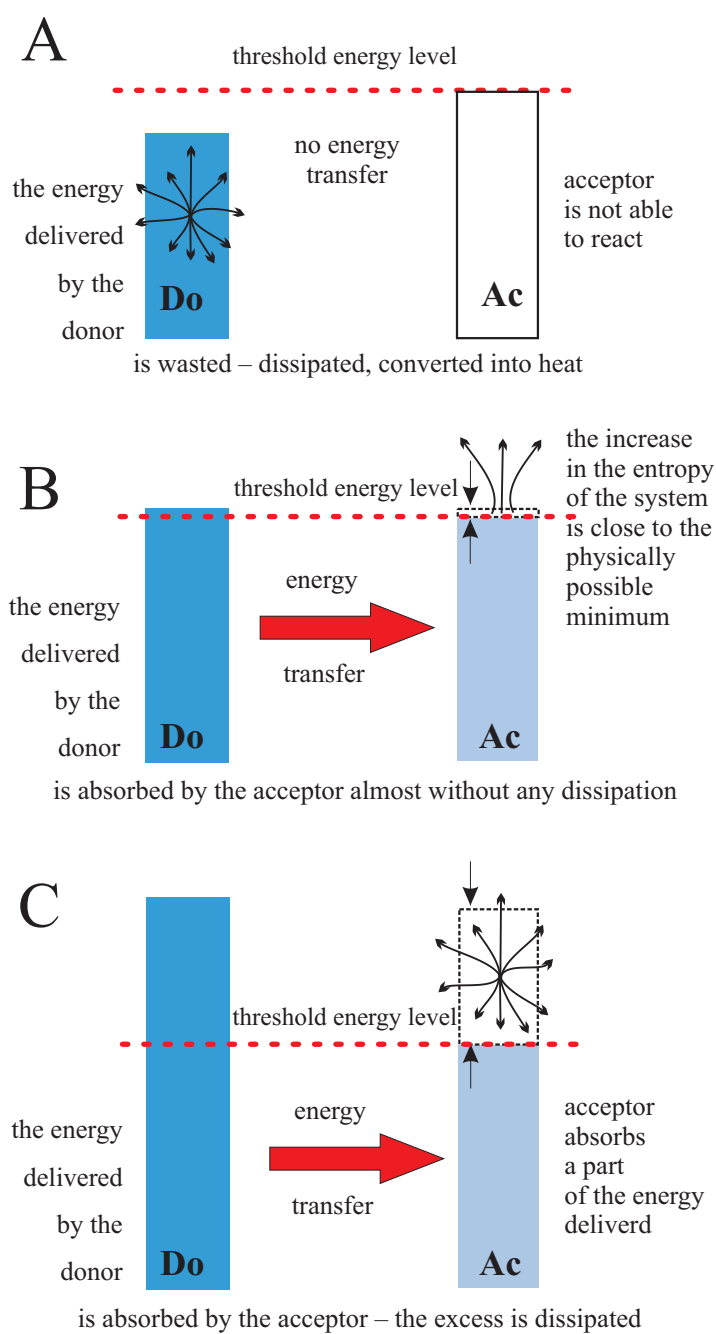 A
threshold energy level
no energy
transfer
the energy
delivered
by the
donor
Do
Ac
acceptor
is not able
to react
is wasted – dissipated, converted into heat
B
threshold energy level
the increase
in the entropy
of the system
is close to the
physically
possible
minimum
energy
transfer
the energy
delivered
by the
donor
Do
Ac
is absorbed by the acceptor almost without any dissipation
C
threshold energy level
energy
transfer
the energy
delivered
by the
donor
Do
Ac
acceptor
absorbs
a part
of the energy
deliverd
is absorbed by the acceptor – the excess is dissipated